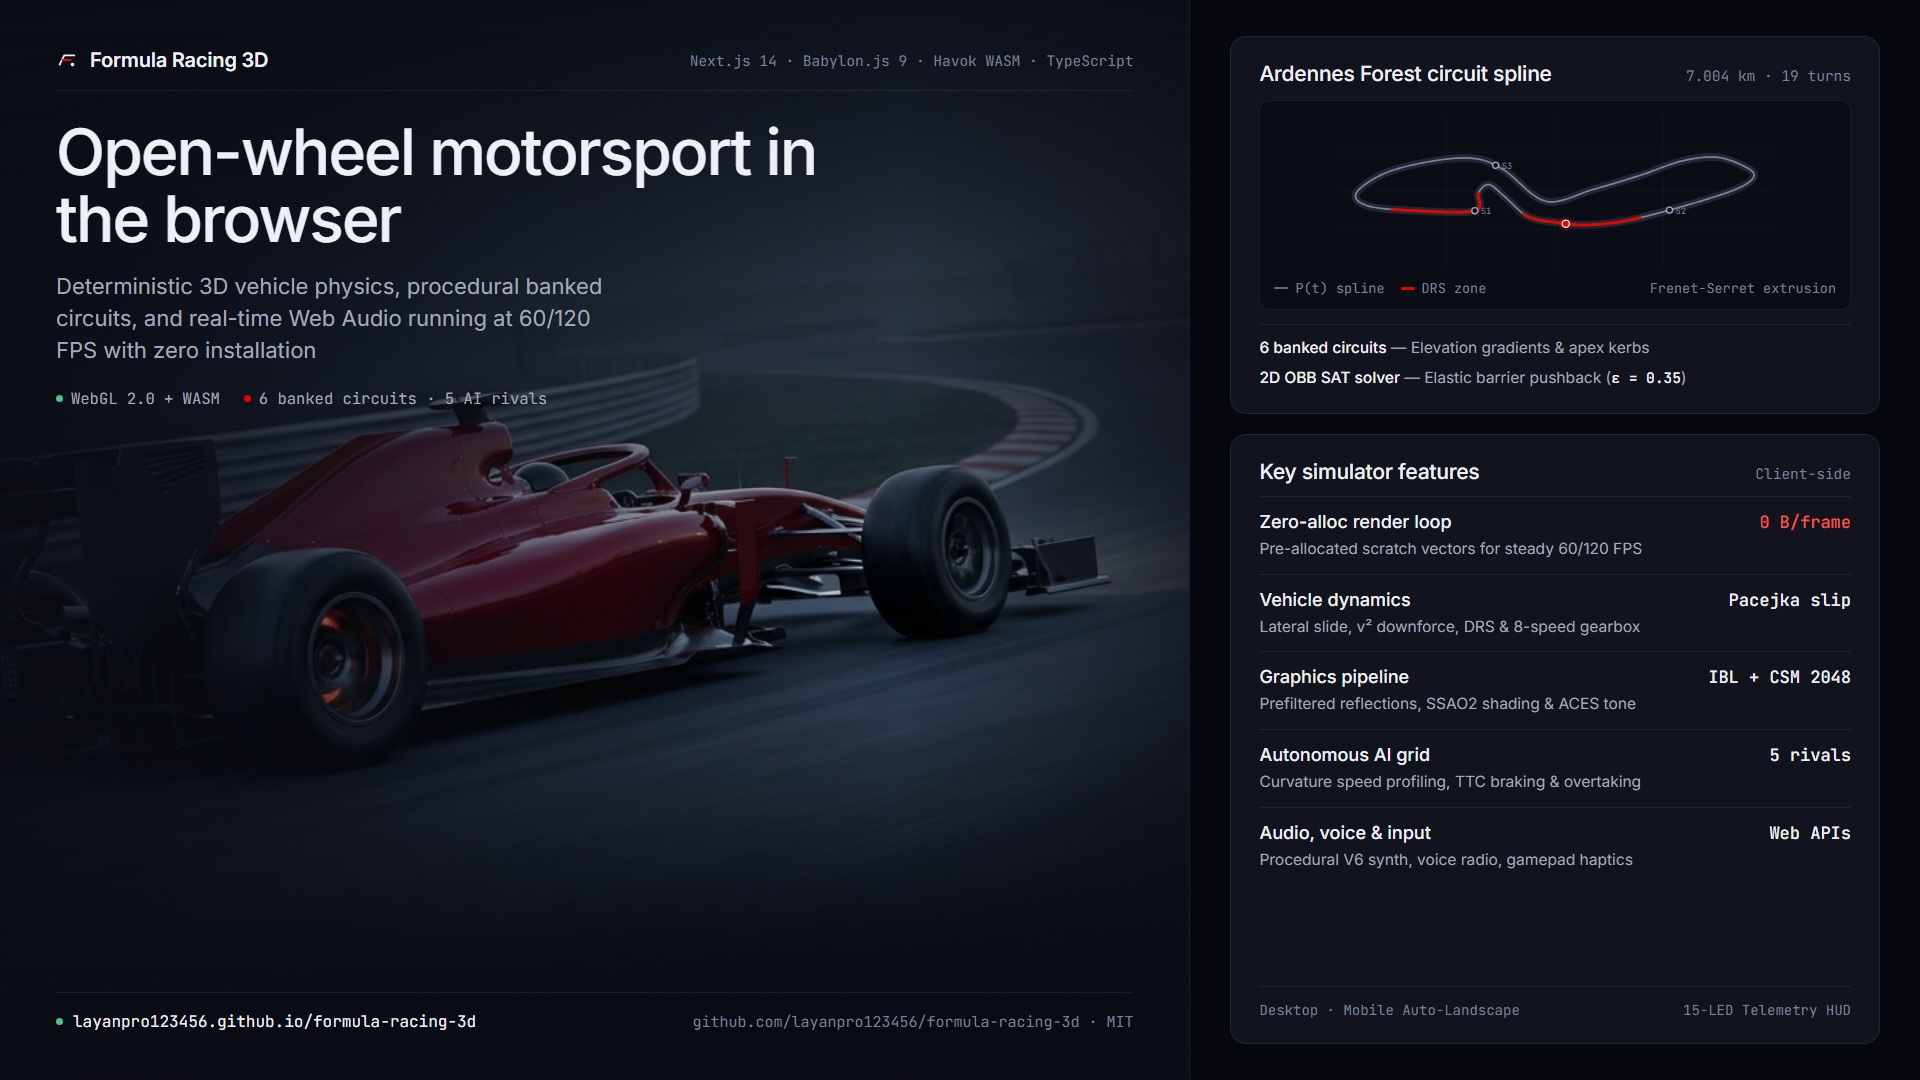 Formula Racing 3D
Next.js 14 · Babylon.js 9 · Havok WASM · TypeScript
Open-wheel motorsport in
the browser
Deterministic 3D vehicle physics, procedural banked
circuits, and real-time Web Audio running at 60/120
FPS with zero installation
WebGL 2.0 + WASM
6 banked circuits · 5 AI rivals
layanpro123456.github.io/formula-racing-3d
github.com/layanpro123456/formula-racing-3d · MIT
Ardennes Forest circuit spline
7.004 km · 19 turns
S3
S1
S2
P(t) spline
DRS zone
Frenet-Serret extrusion
6 banked circuits — Elevation gradients & apex kerbs
2D OBB SAT solver — Elastic barrier pushback (ε = 0.35)
Key simulator features
Client-side
Zero-alloc render loop
0 B/frame
Pre-allocated scratch vectors for steady 60/120 FPS
Vehicle dynamics
Pacejka slip
Lateral slide, v² downforce, DRS & 8-speed gearbox
Graphics pipeline
IBL + CSM 2048
Prefiltered reflections, SSAO2 shading & ACES tone
Autonomous AI grid
5 rivals
Curvature speed profiling, TTC braking & overtaking
Audio, voice & input
Web APIs
Procedural V6 synth, voice radio, gamepad haptics
Desktop · Mobile Auto-Landscape
15-LED Telemetry HUD